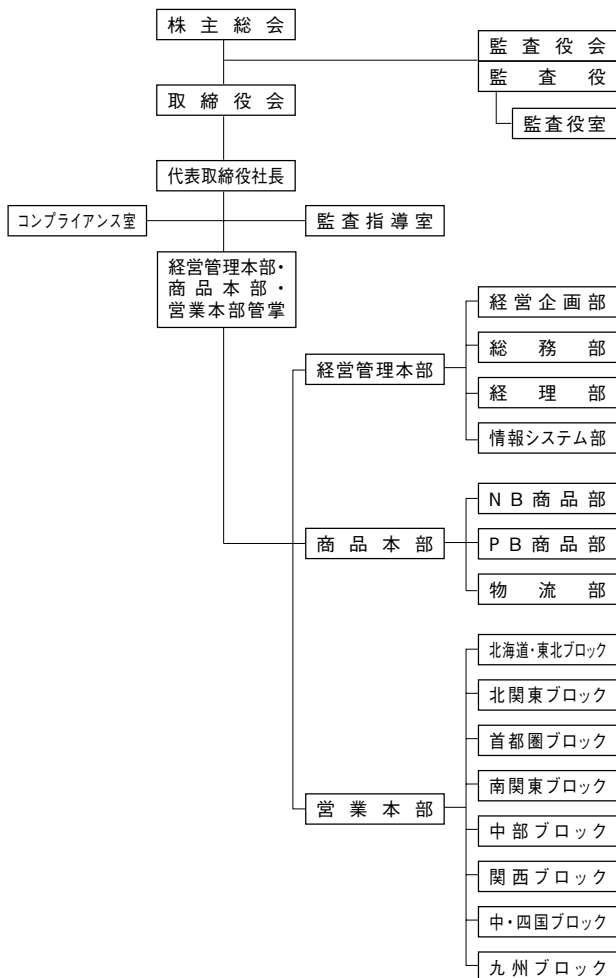 株主総会
監査役会
監査役
取締役会
監査役室
代表取締役社長
コンプライアンス室
監査指導室
経営管理本部・
商品本部・
営業本部管掌
経営管理本部
経営企画部
総務部
経理部
情報システム部
商品本部
NB商品部
PB商品部
物流部
営業本部
北海道・東北ブロック
北関東ブロック
首都圏ブロック
南関東ブロック
中部ブロック
関西ブロック
中・四国ブロック
九州ブロック